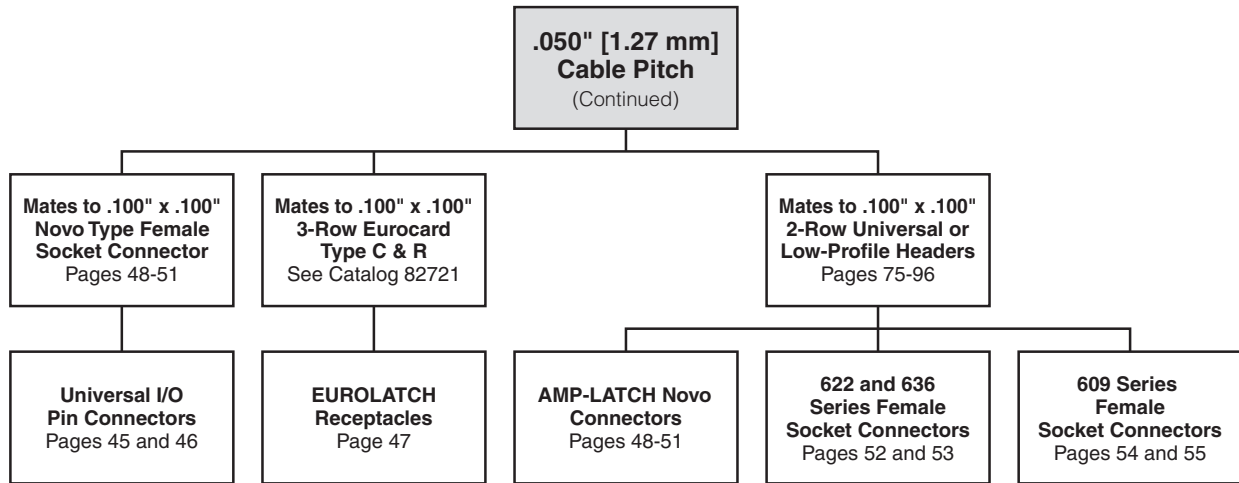 .050" [1.27 mm]
Cable Pitch
(Continued)
Mates to .100" x .100"
Novo Type Female
Socket Connector
Pages 48-51
Mates to .100" x .100"
3-Row Eurocard
Type C & R
See Catalog 82721
Mates to .100" x .100"
2-Row Universal or
Low-Profile Headers
Pages 75-96
Universal I/O
Pin Connectors
Pages 45 and 46
EUROLATCH
Receptacles
Page 47
AMP-LATCH Novo
Connectors
Pages 48-51
622 and 636
Series Female
Socket Connectors
Pages 52 and 53
609 Series
Female
Socket Connectors
Pages 54 and 55